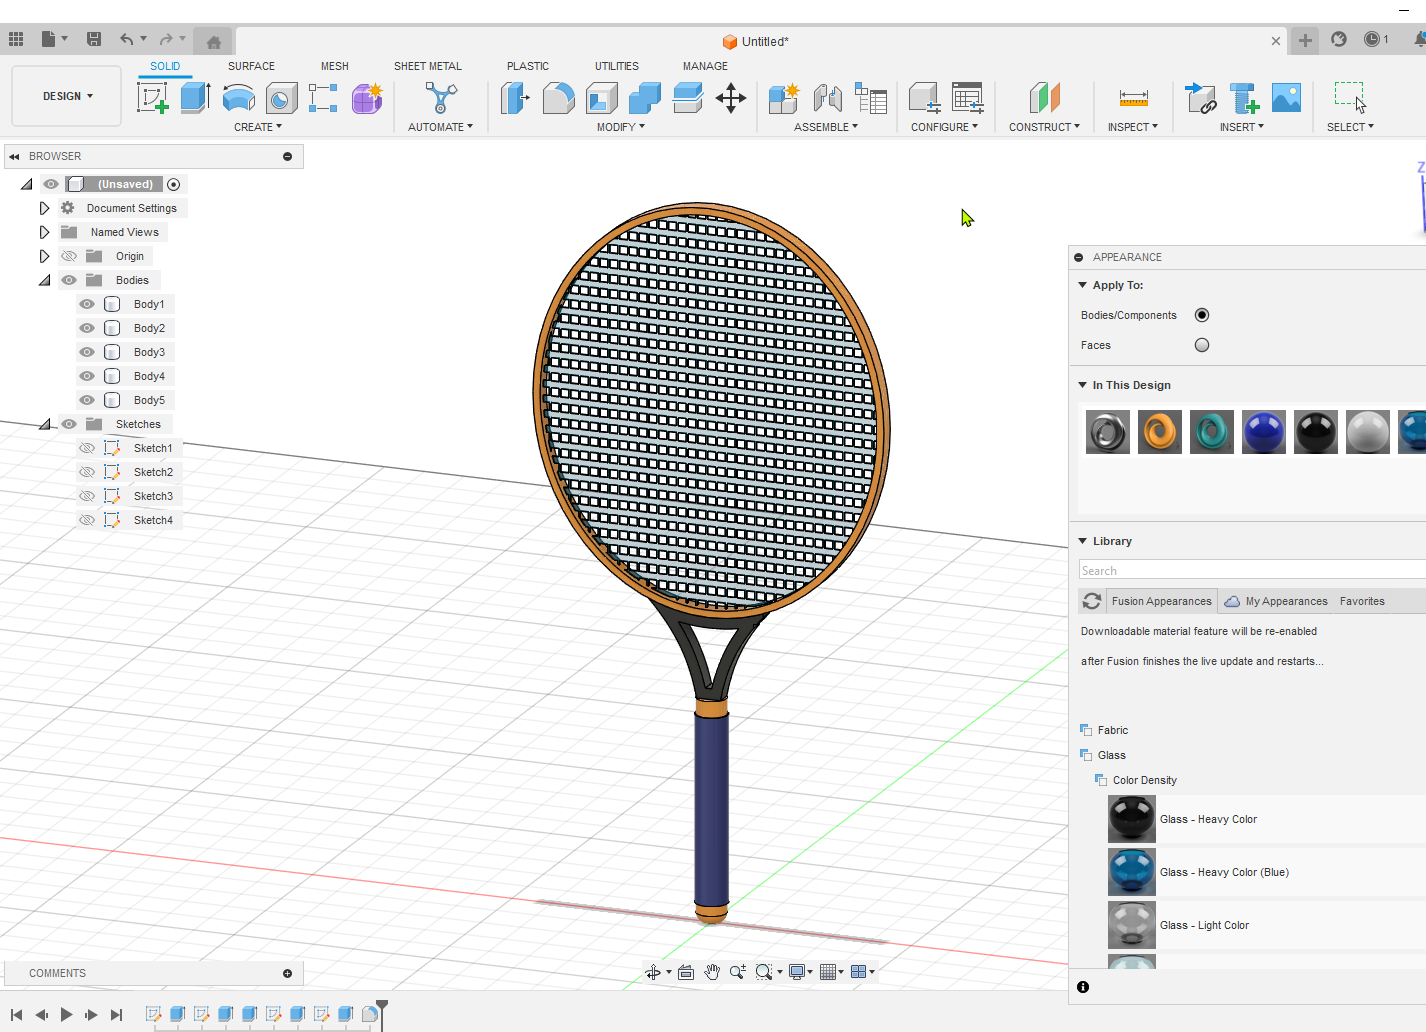 Untitled*
1
SOLID SURFACE MESH SHEET METAL PLASTIC UTILITIES MANAGE
DESIGN
CREATE AUTOMATE MODIFY ASSEMBLE CONFIGURE CONSTRUCT INSPECT INSERT SELECT
BROWSER
(Unsaved)
Document Settings
Named Views
Origin
Bodies
Body1
Body2
Body3
Body4
Body5
Sketches
Sketch1
Sketch2
Sketch3
Sketch4
Z
APPEARANCE
Apply To:
Bodies/Components
Faces
In This Design
Library
Search
Fusion Appearances My Appearances Favorites
Downloadable material feature will be re-enabled
after Fusion finishes the live update and restarts...
Fabric
Glass
Color Density
Glass - Heavy Color
Glass - Heavy Color (Blue)
Glass - Light Color
COMMENTS